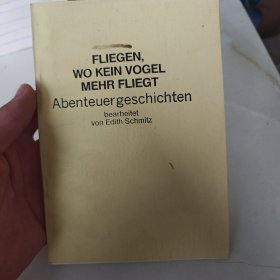 FLIEGEN,
WO KEIN VOGEL
MEHR FLIEGT
Abenteuergeschichten
bearbeitet
von Edith Schmitz